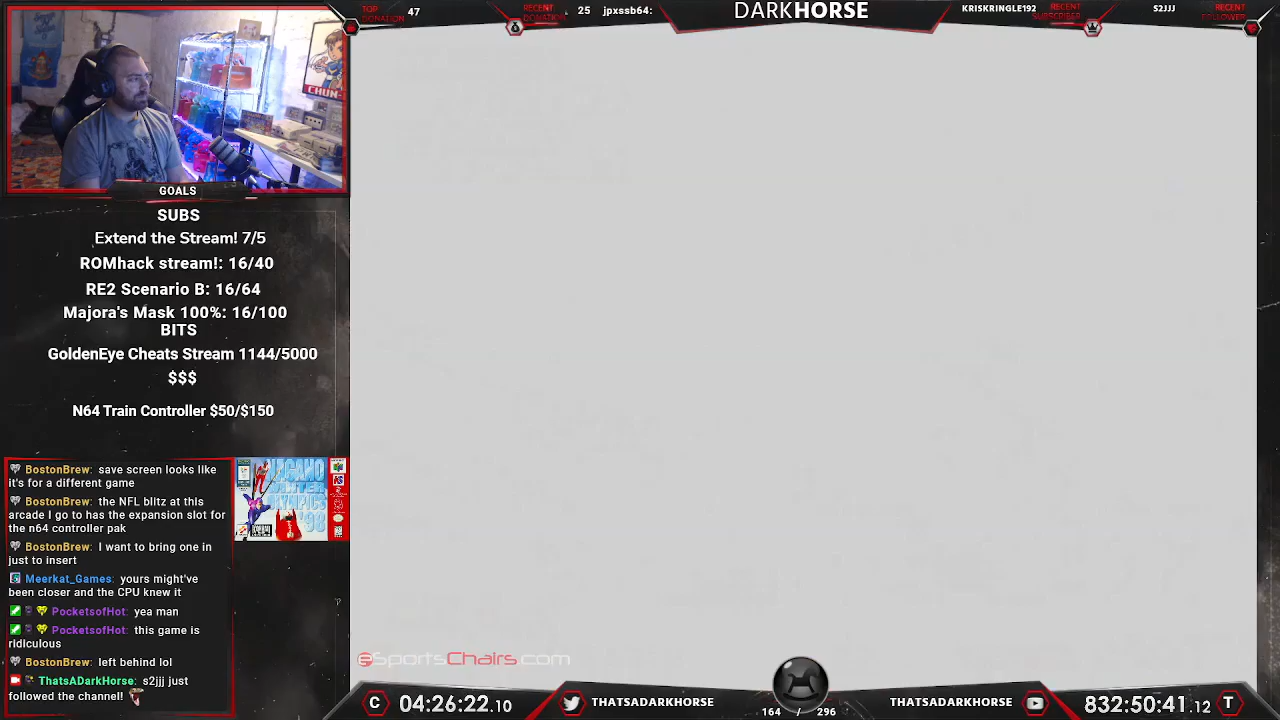 TOP
DONATION
47
RECENT
DONATION
25 jpxssb64:
DARKHORSE
KRISKRINGLE192
RECENT
SUBSCRIBER
S2JJJ
RECENT
FOLLOWER
CHUN-
GOALS
SUBS
Extend the Stream! 7/5
ROMhack stream!: 16/40
RE2 Scenario B: 16/64
Majora's Mask 100%: 16/100
BITS
GoldenEye Cheats Stream 1144/5000
$$$
N64 Train Controller $50/$150
BostonBrew: save screen looks like
it's for a different game
BostonBrew: the NFL blitz at this
arcade I go to has the expansion slot for
the n64 controller pak
BostonBrew: I want to bring one in
just to insert
Meerkat_Games: yours might've
been closer and the CPU knew it
PocketsofHot: yea man
PocketsofHot: this game is
ridiculous
BostonBrew: left behind lol
ThatsADarkHorse: s2jjj just
followed the channel!
NAGANO
WINTER
OLYMPICS
'98
eSportsChairs.com
C 04:26:22.10
THATSADARKHORSE
164 / 296
THATSADARKHORSE
832:50:41.12 T